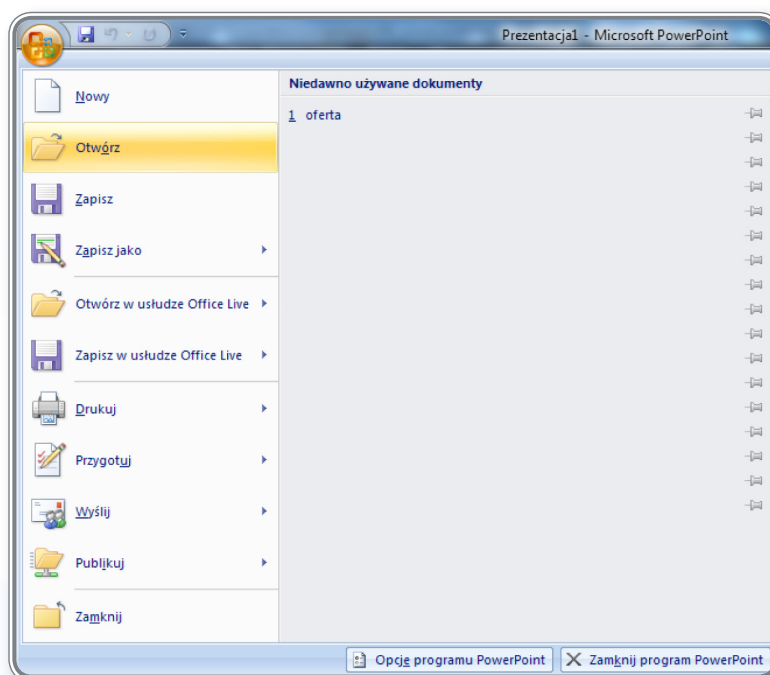 Prezentacja1 - Microsoft PowerPoint
Nowy
Otwórz
Zapisz
Zapisz jako
Otwórz w usłudze Office Live
Zapisz w usłudze Office Live
Drukuj
Przygotuj
Wyślij
Publikuj
Zamknij
Niedawno używane dokumenty
1 oferta
Opcje programu PowerPoint
Zamknij program PowerPoint